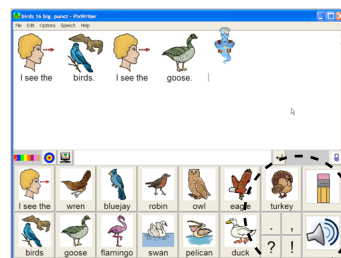 birds 16 big_punct - PixWriter
File Edit Options Speech Help
I see the birds. I see the goose.
I see the wren bluejay robin owl eagle turkey
. ,
birds goose flamingo swan pelican duck ? !